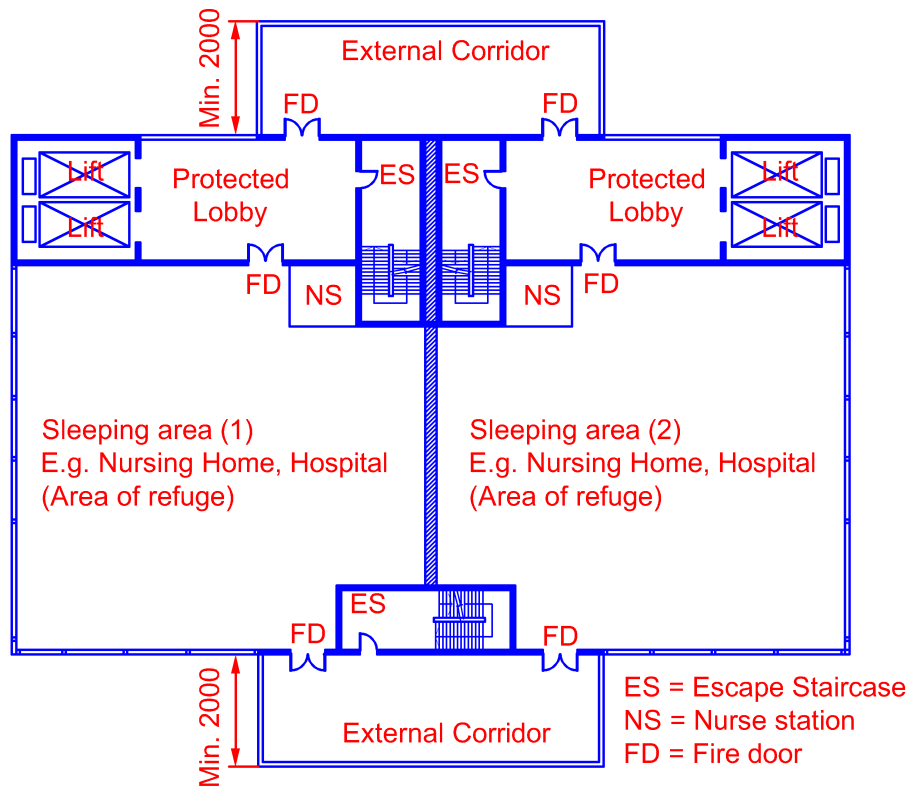 Min. 2000
External Corridor
FD
FD
Lift
Lift
Protected
Lobby
ES
ES
Protected
Lobby
Lift
Lift
FD
NS
NS
FD
Sleeping area (1)
E.g. Nursing Home, Hospital
(Area of refuge)
Sleeping area (2)
E.g. Nursing Home, Hospital
(Area of refuge)
ES
FD
FD
Min. 2000
External Corridor
ES = Escape Staircase
NS = Nurse station
FD = Fire door